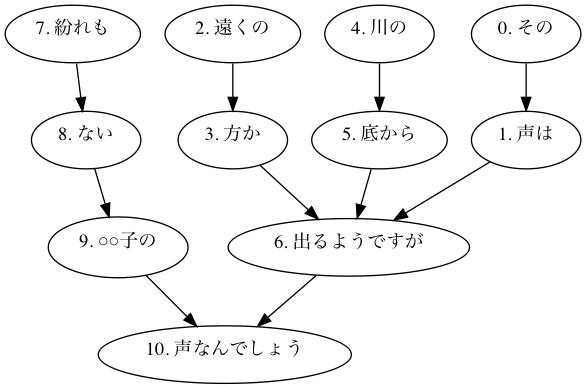 7. 紛れも
2. 遠くの
4. 川の
0. その
8. ない
3. 方か
5. 底から
1. 声は
9. ○○子の
6. 出るようですが
10. 声なんでしょう